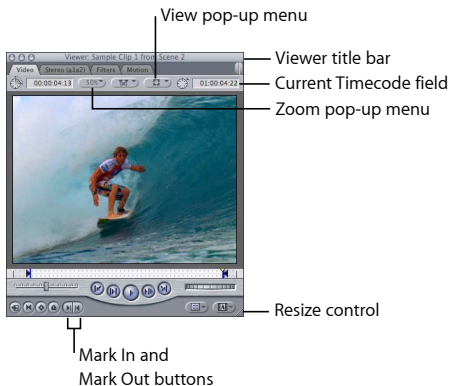 View pop-up menu
Viewer: Sample Clip 1 from Scene 2
Viewer title bar
Video Stereo (a1a2) Filters Motion
00:00:04:13 50% 01:00:04:22
Current Timecode field
Zoom pop-up menu
A
Resize control
Mark In and
Mark Out buttons